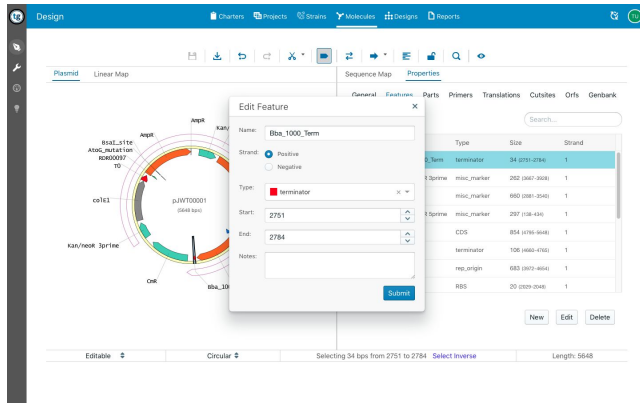 tg Design Charters Projects Strains Molecules Designs Reports TU
Plasmid Linear Map
Sequence Map Properties
General Features Parts Primers Translations Cutsites Orfs Genbank
Search...
Type Size Strand
0_Term terminator 34 (2751-2784) 1
3prime misc_marker 262 (3667-3928) 1
misc_marker 660 (2881-3540) 1
5prime misc_marker 297 (138-434) 1
CDS 854 (4795-5648) 1
terminator 106 (4660-4765) 1
rep_origin 683 (3972-4654) 1
RBS 20 (2029-2048) 1
New Edit Delete
AmpR
Kan/
AmpR
BsaI_site
AtoG_mutation
RDR00097
T0
colE1
pJWT00001
(5648 bps)
Kan/neoR 3prime
CmR
Bba_10
Edit Feature
Name: Bba_1000_Term
Strand: Positive
Negative
Type: terminator
Start: 2751
End: 2784
Notes:
Submit
Editable Circular Selecting 34 bps from 2751 to 2784 Select Inverse Length: 5648